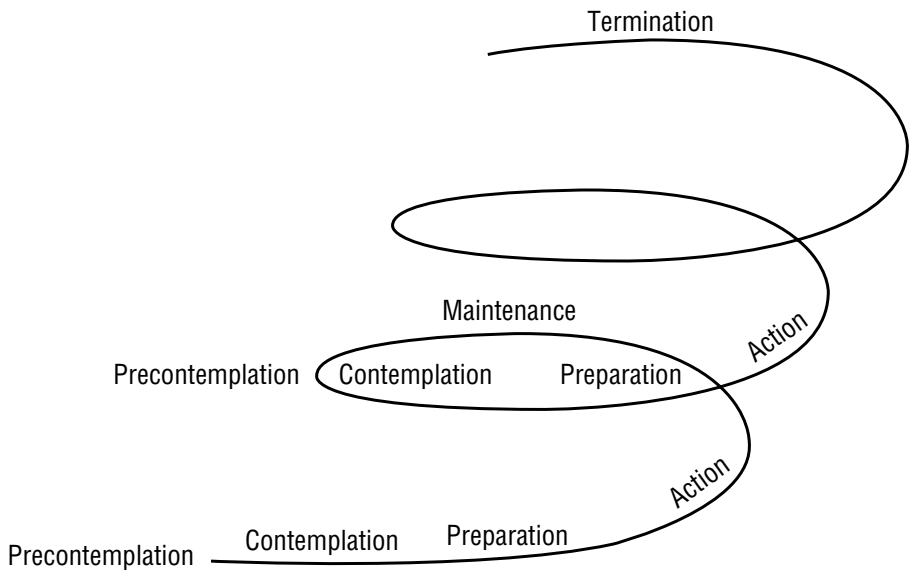 Termination
Maintenance
Action
Precontemplation Contemplation Preparation
Action
Precontemplation Contemplation Preparation